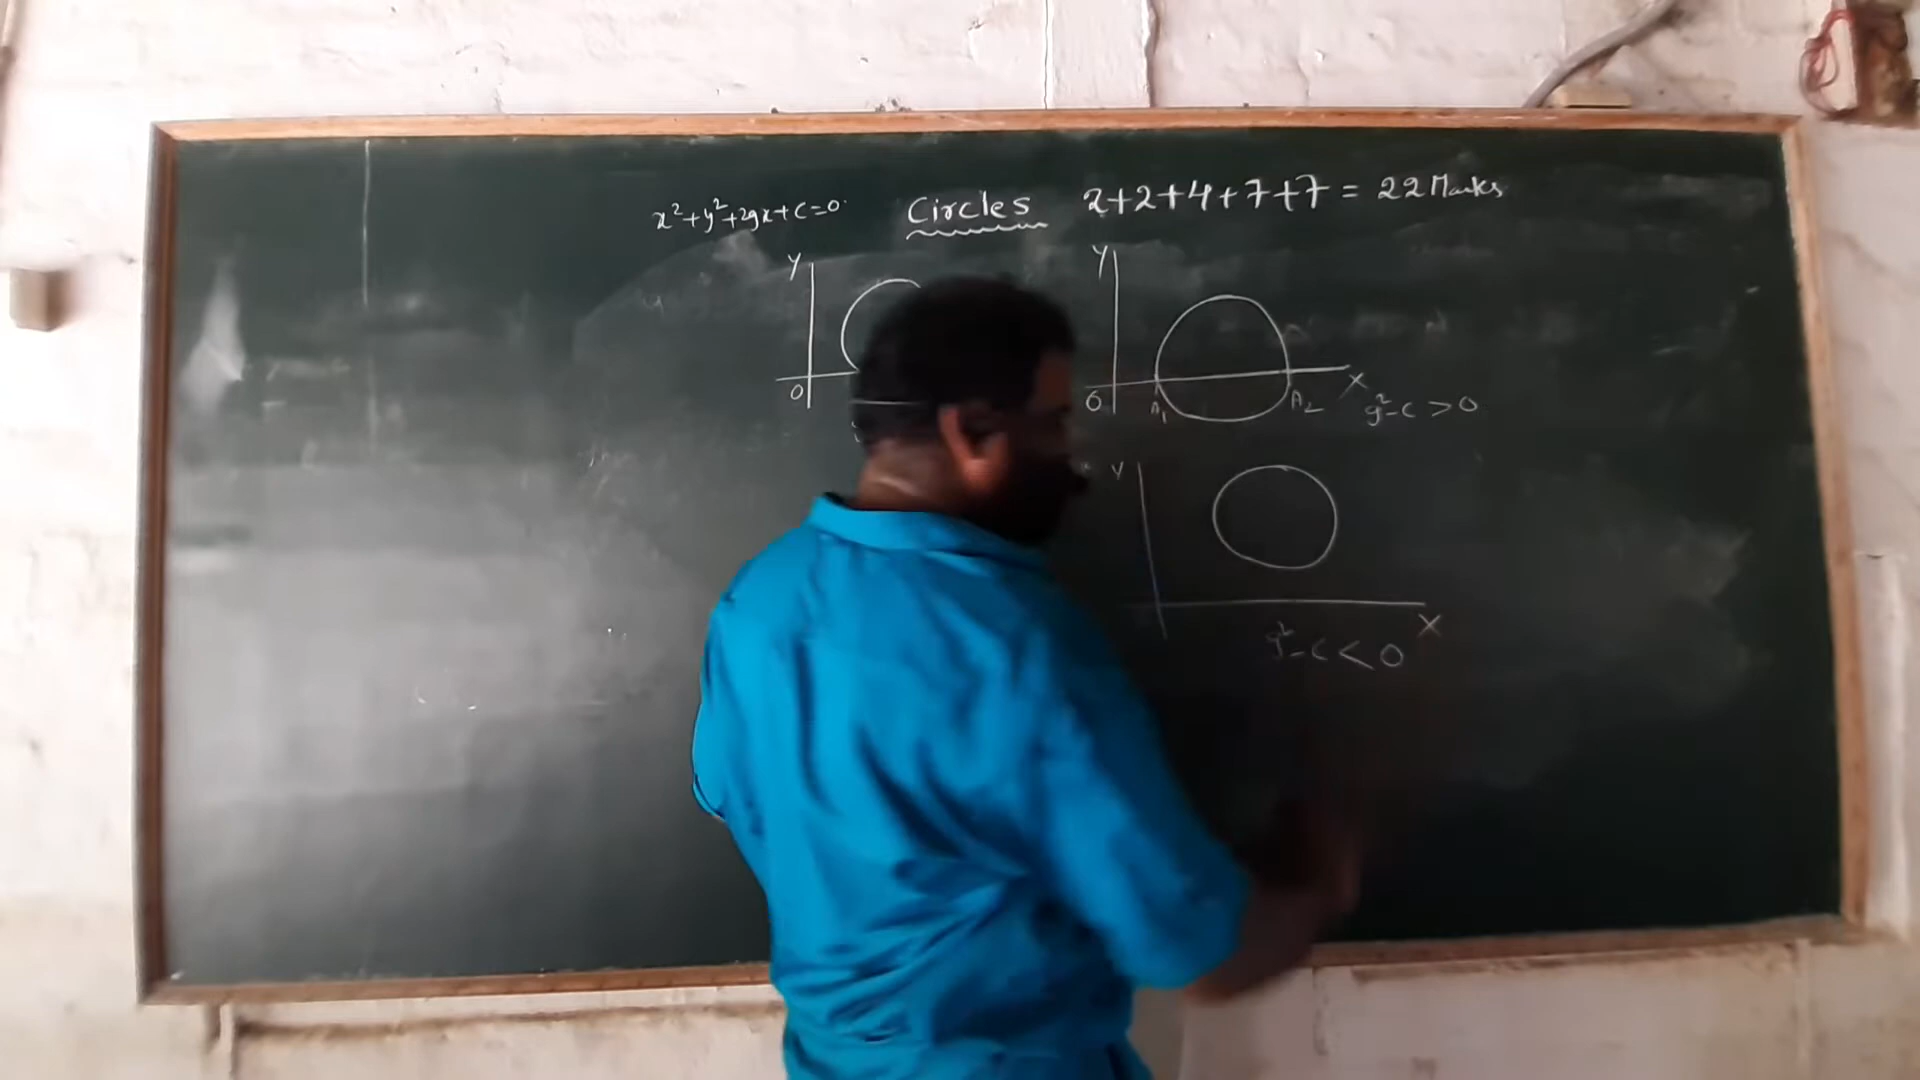 x²+y²+2gx+c=0 Circles 2+2+4+7+7 = 22 Marks
Y Y
O O A₁ A₂ X g²-c > 0
Y
X
g²-c < 0